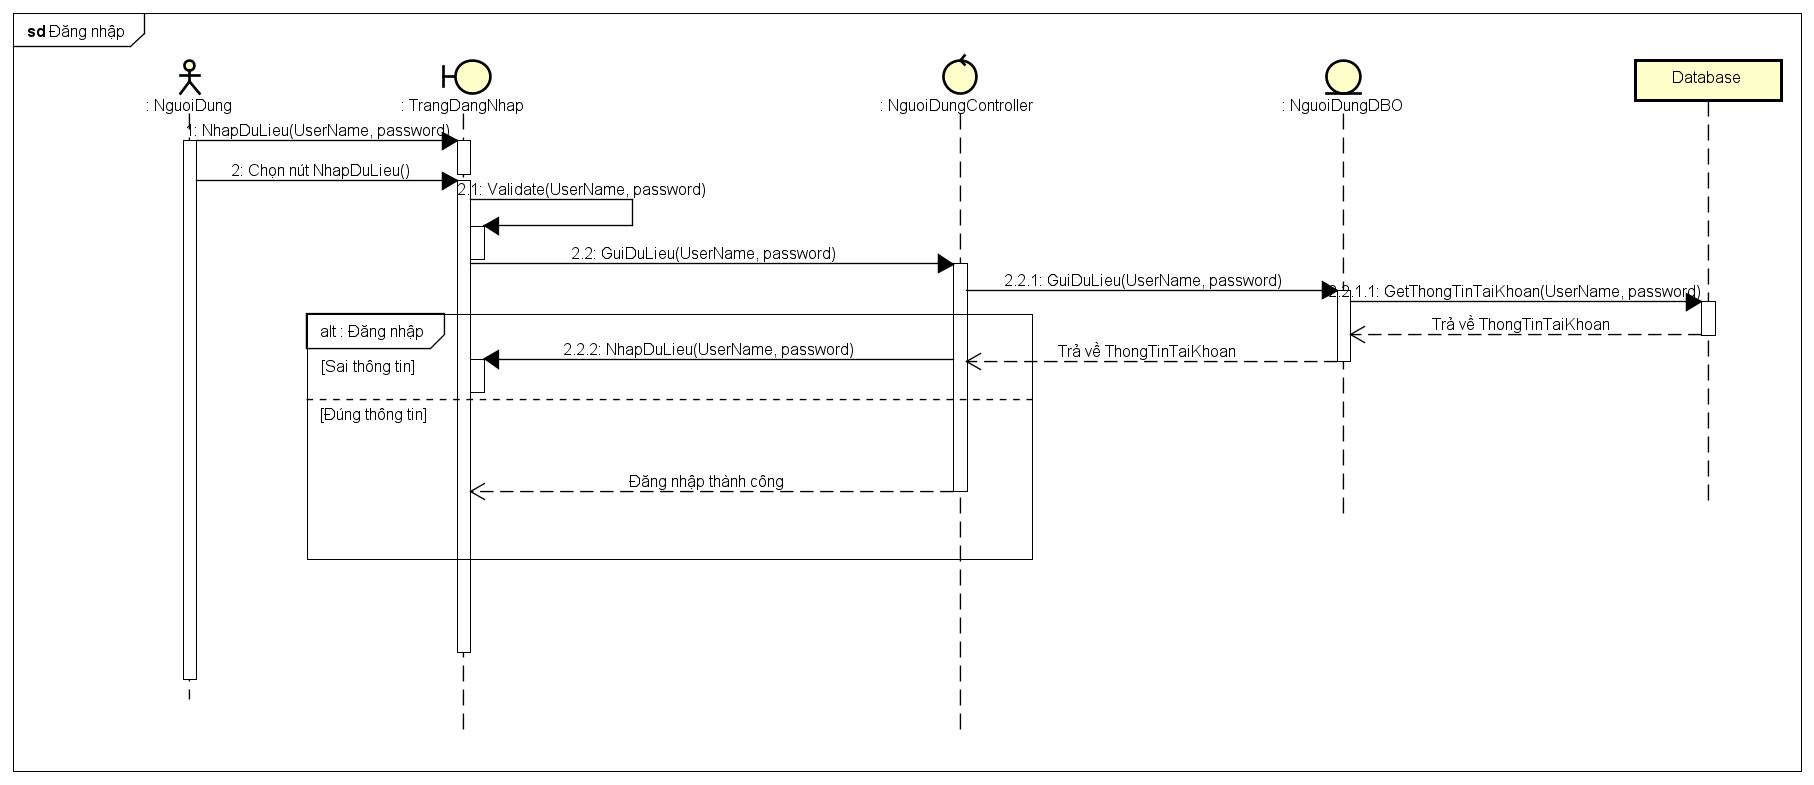 sd Đăng nhập
: NguoiDung
: TrangDangNhap
: NguoiDungController
: NguoiDungDBO
Database
1: NhapDuLieu(UserName, password)
2: Chọn nút NhapDuLieu()
2.1: Validate(UserName, password)
2.2: GuiDuLieu(UserName, password)
2.2.1: GuiDuLieu(UserName, password)
2.2.1.1: GetThongTinTaiKhoan(UserName, password)
Trả về ThongTinTaiKhoan
alt : Đăng nhập
2.2.2: NhapDuLieu(UserName, password)
Trả về ThongTinTaiKhoan
[Sai thông tin]
[Đúng thông tin]
Đăng nhập thành công